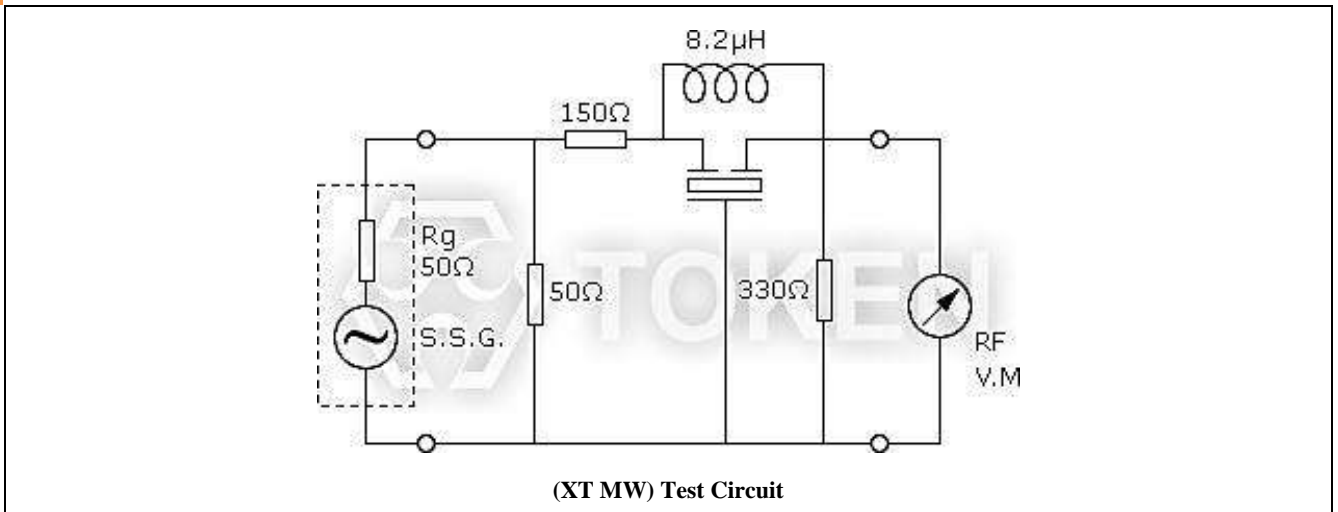 8.2µH
150Ω
Rg
50Ω
S.S.G.
50Ω
330Ω
TOKEN
RF
V.M
(XT MW) Test Circuit